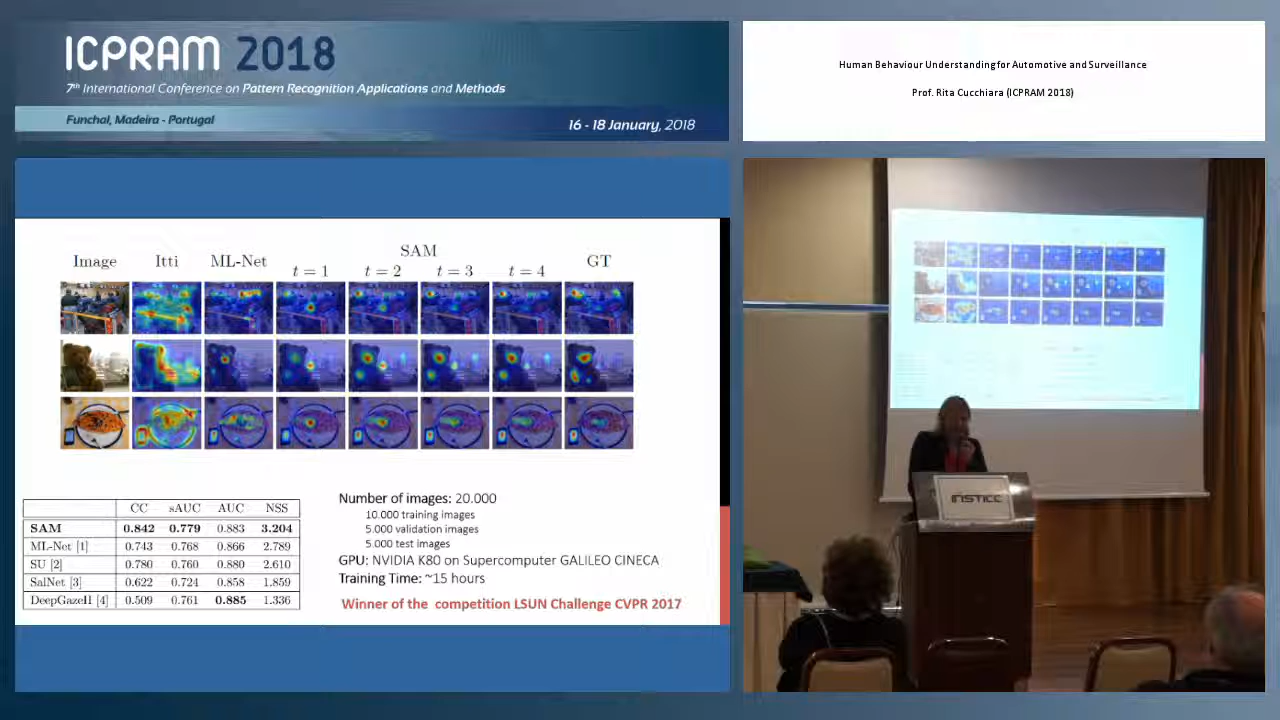 ICPRAM 2018
7th International Conference on Pattern Recognition Applications and Methods
Funchal, Madeira - Portugal
16 - 18 January, 2018
Human Behaviour Understanding for Automotive and Surveillance
Prof. Rita Cucchiara (ICPRAM 2018)
SAM
Image Itti ML-Net t = 1 t = 2 t = 3 t = 4 GT
CC sAUC AUC NSS
SAM 0.842 0.779 0.883 3.204
ML-Net [1] 0.743 0.768 0.866 2.789
SU [2] 0.780 0.760 0.880 2.610
SalNet [3] 0.622 0.724 0.858 1.859
DeepGazeII [4] 0.509 0.761 0.885 1.336
Number of images: 20.000
10.000 training images
5.000 validation images
5.000 test images
GPU: NVIDIA K80 on Supercomputer GALILEO CINECA
Training Time: ~15 hours
Winner of the competition LSUN Challenge CVPR 2017
INSTICC